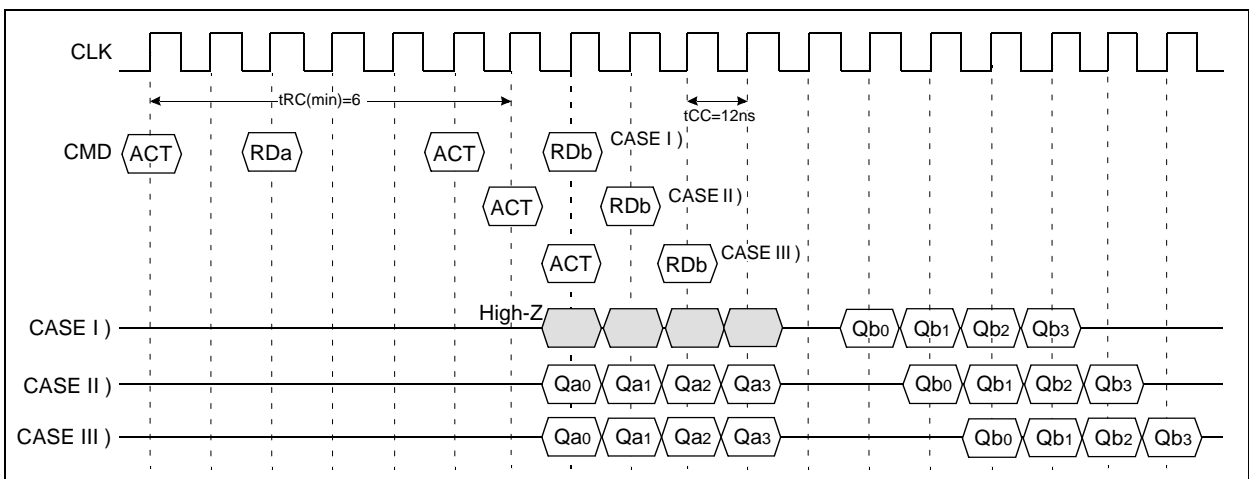 CLK
tRC(min)=6
tCC=12ns
CMD ACT RDa ACT RDb CASE I )
ACT RDb CASE II )
ACT RDb CASE III )
High-Z
CASE I ) Qb0 Qb1 Qb2 Qb3
CASE II ) Qa0 Qa1 Qa2 Qa3 Qb0 Qb1 Qb2 Qb3
CASE III ) Qa0 Qa1 Qa2 Qa3 Qb0 Qb1 Qb2 Qb3